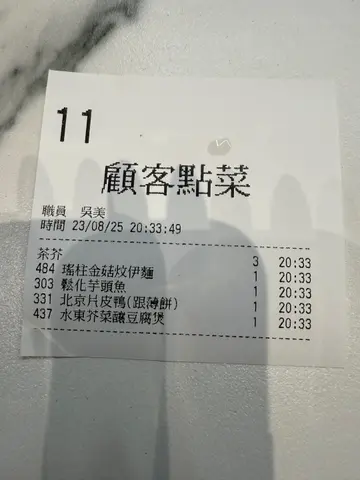 11
顧客點菜
職員 吳美
時間 23/08/25 20:33:49
茶芥 3 20:33
484 瑤柱金菇炆伊麵 1 20:33
303 鬆化芋頭魚 1 20:33
331 北京片皮鴨(跟薄餅) 1 20:33
437 水東芥菜釀豆腐煲 1 20:33